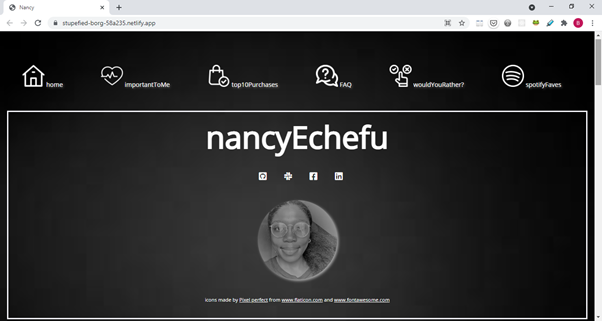 Nancy
stupefied-borg-58a235.netlify.app
B
home
importantToMe
top10Purchases
FAQ
wouldYouRather?
spotifyFaves
nancyEchefu
icons made by Pixel perfect from www.flaticon.com and www.fontawesome.com